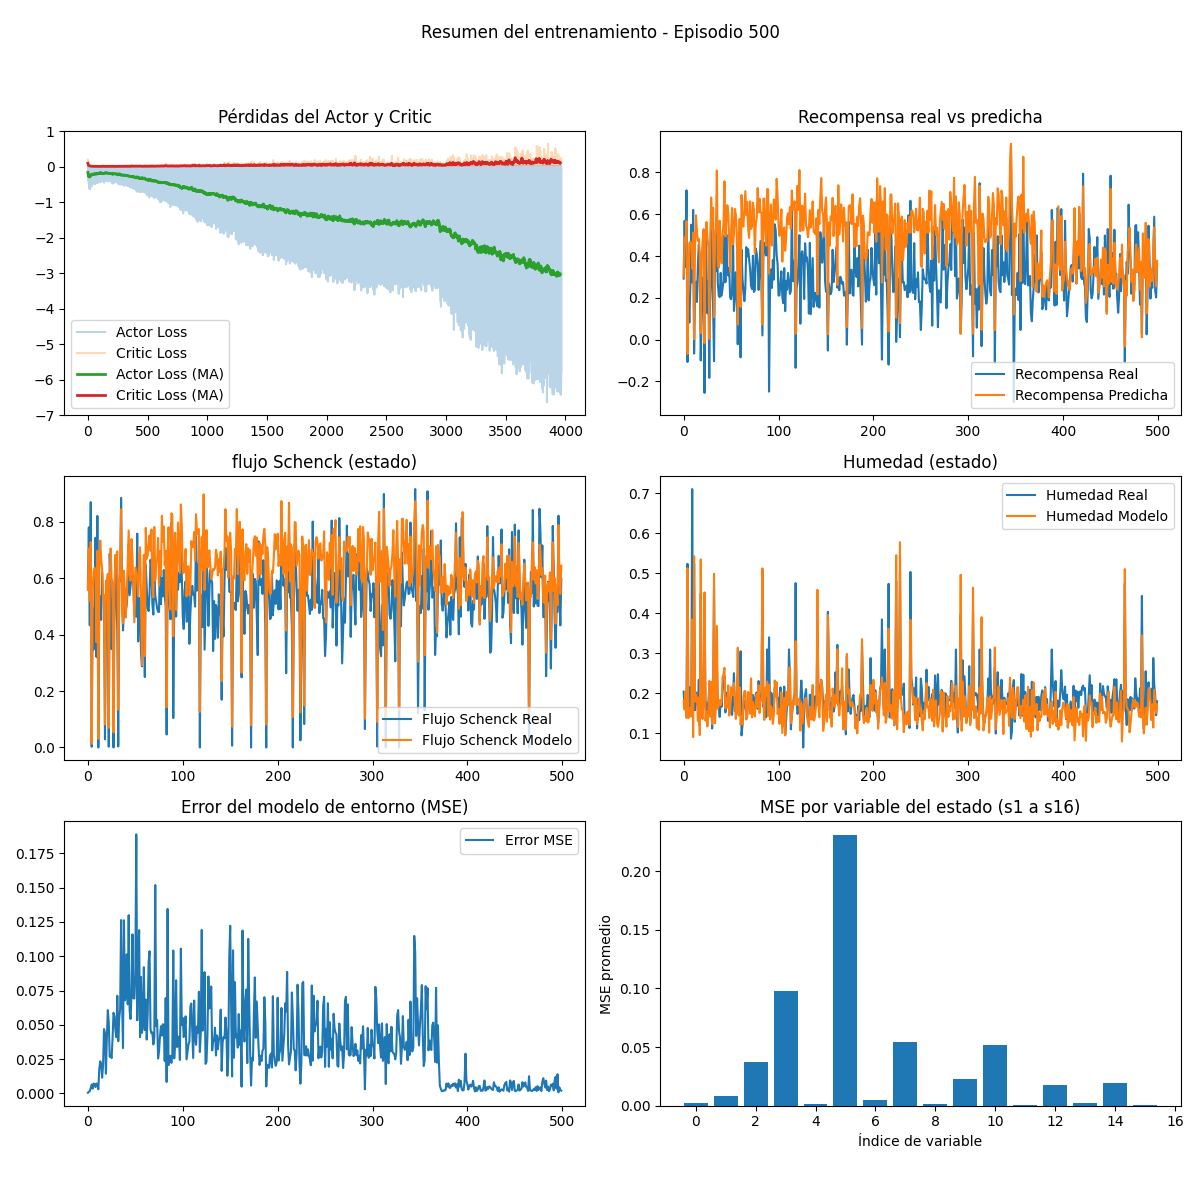 Resumen del entrenamiento - Episodio 500
Pérdidas del Actor y Critic
1
0
−1
−2
−3
−4
−5
−6
−7
Actor Loss
Critic Loss
Actor Loss (MA)
Critic Loss (MA)
0 500 1000 1500 2000 2500 3000 3500 4000
Recompensa real vs predicha
0.8
0.6
0.4
0.2
0.0
−0.2
Recompensa Real
Recompensa Predicha
0 100 200 300 400 500
flujo Schenck (estado)
0.8
0.6
0.4
0.2
0.0
Flujo Schenck Real
Flujo Schenck Modelo
0 100 200 300 400 500
Humedad (estado)
0.7
0.6
0.5
0.4
0.3
0.2
0.1
Humedad Real
Humedad Modelo
0 100 200 300 400 500
Error del modelo de entorno (MSE)
0.175
0.150
0.125
0.100
0.075
0.050
0.025
0.000
Error MSE
0 100 200 300 400 500
MSE por variable del estado (s1 a s16)
MSE promedio
0.20
0.15
0.10
0.05
0.00
0 2 4 6 8 10 12 14 16
Índice de variable